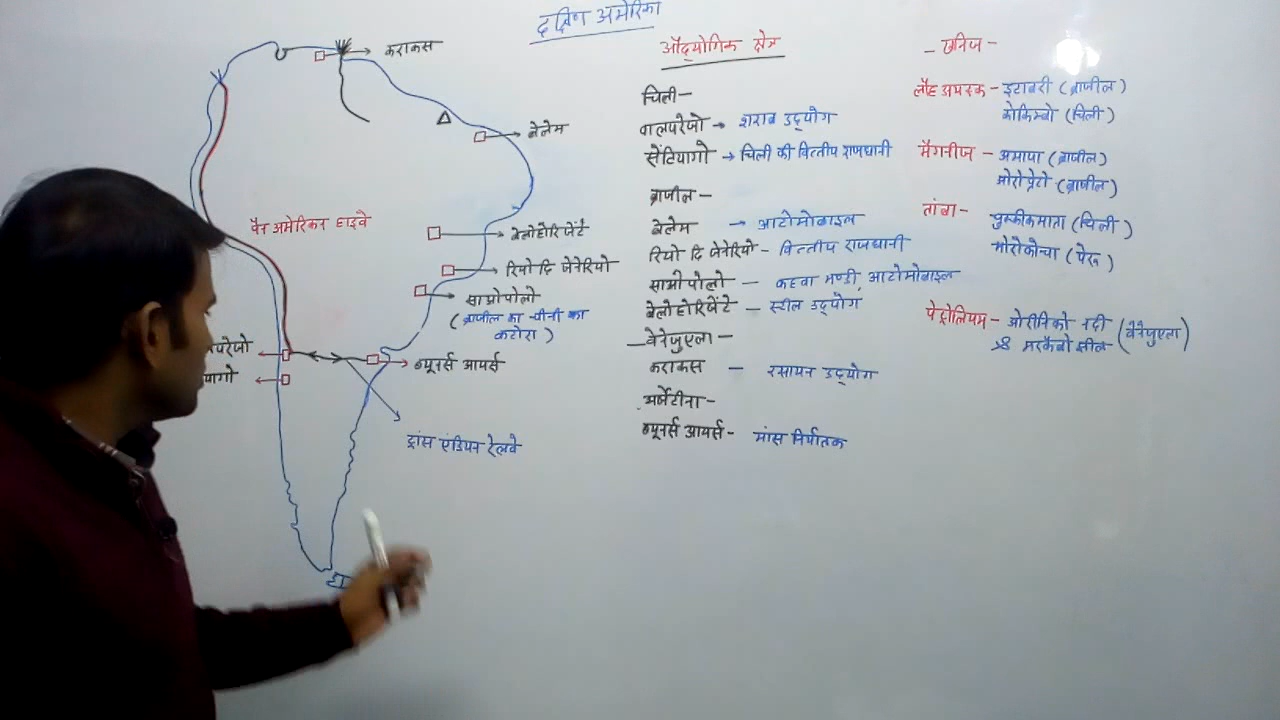 दक्षिण अमेरिका
कराकस
बेलेम
पैन अमेरिकन हाइवे
बेलोहोरिजेंटे
रियो दि जेनेरियो
साओ पोलो
(ब्राजील का चीनी का
कटोरा)
लपरेजो
यागो
ब्यूनर्स आयर्स
ट्रांस एंडियन रेलवे
औद्योगिक क्षेत्र
चिली-
वालपरेजो → शराब उद्योग
सेंटियागो → चिली की वित्तीय राजधानी
ब्राजील -
बेलेम → आटोमोबाइल
रियो दि जेनेरियो - वित्तीय राजधानी
साओ पोलो - कहवा मण्डी, आटोमोबाइल
बेलोहोरिजेंटे - स्टील उद्योग
वेनेजुएला -
कराकस - रसायन उद्योग
अर्जेंटीना -
ब्यूनर्स आयर्स - मांस निर्यातक
- खनिज -
लौह अयस्क - इटाबरी (ब्राजील)
कोकिम्बो (चिली)
मैगनीज - अमापा (ब्राजील)
ओरोप्रेटो (ब्राजील)
तांबा - चुक्कीकमाता (चिली)
मोरोकोचा (पेरू)
पेट्रोलियम - ओरीनिको नदी (वेनेजुएला)
मरकैबो झील